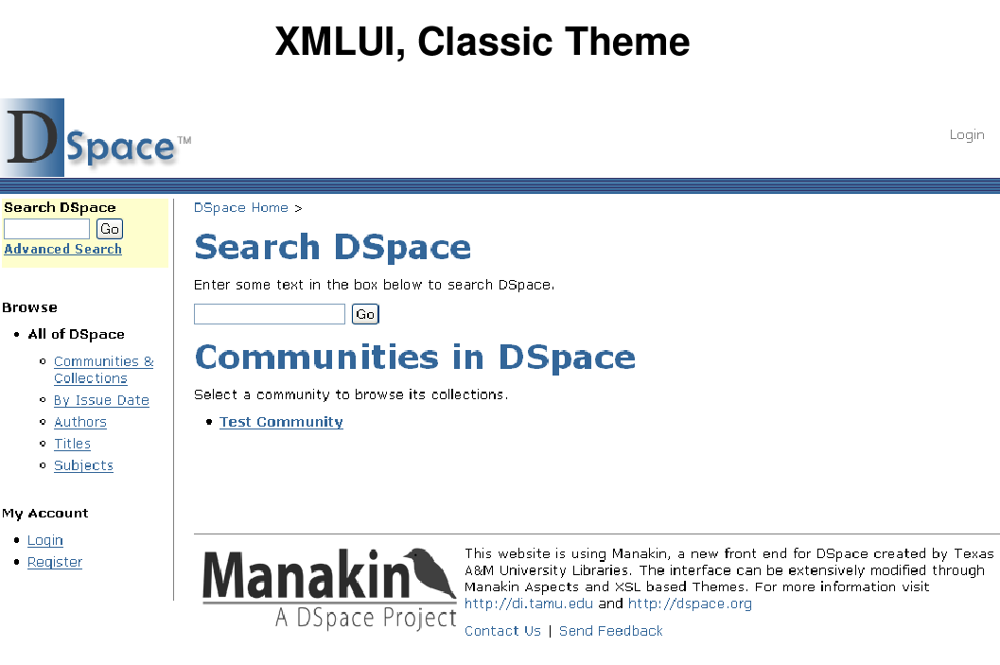 XMLUI, Classic Theme
DSpace™
Login
Search DSpace
Go
Advanced Search
Browse
All of DSpace
Communities &
Collections
By Issue Date
Authors
Titles
Subjects
My Account
Login
Register
DSpace Home >
Search DSpace
Enter some text in the box below to search DSpace.
Go
Communities in DSpace
Select a community to browse its collections.
Test Community
Manakin
A DSpace Project
This website is using Manakin, a new front end for DSpace created by Texas
A&M University Libraries. The interface can be extensively modified through
Manakin Aspects and XSL based Themes. For more information visit
http://di.tamu.edu and http://dspace.org
Contact Us | Send Feedback